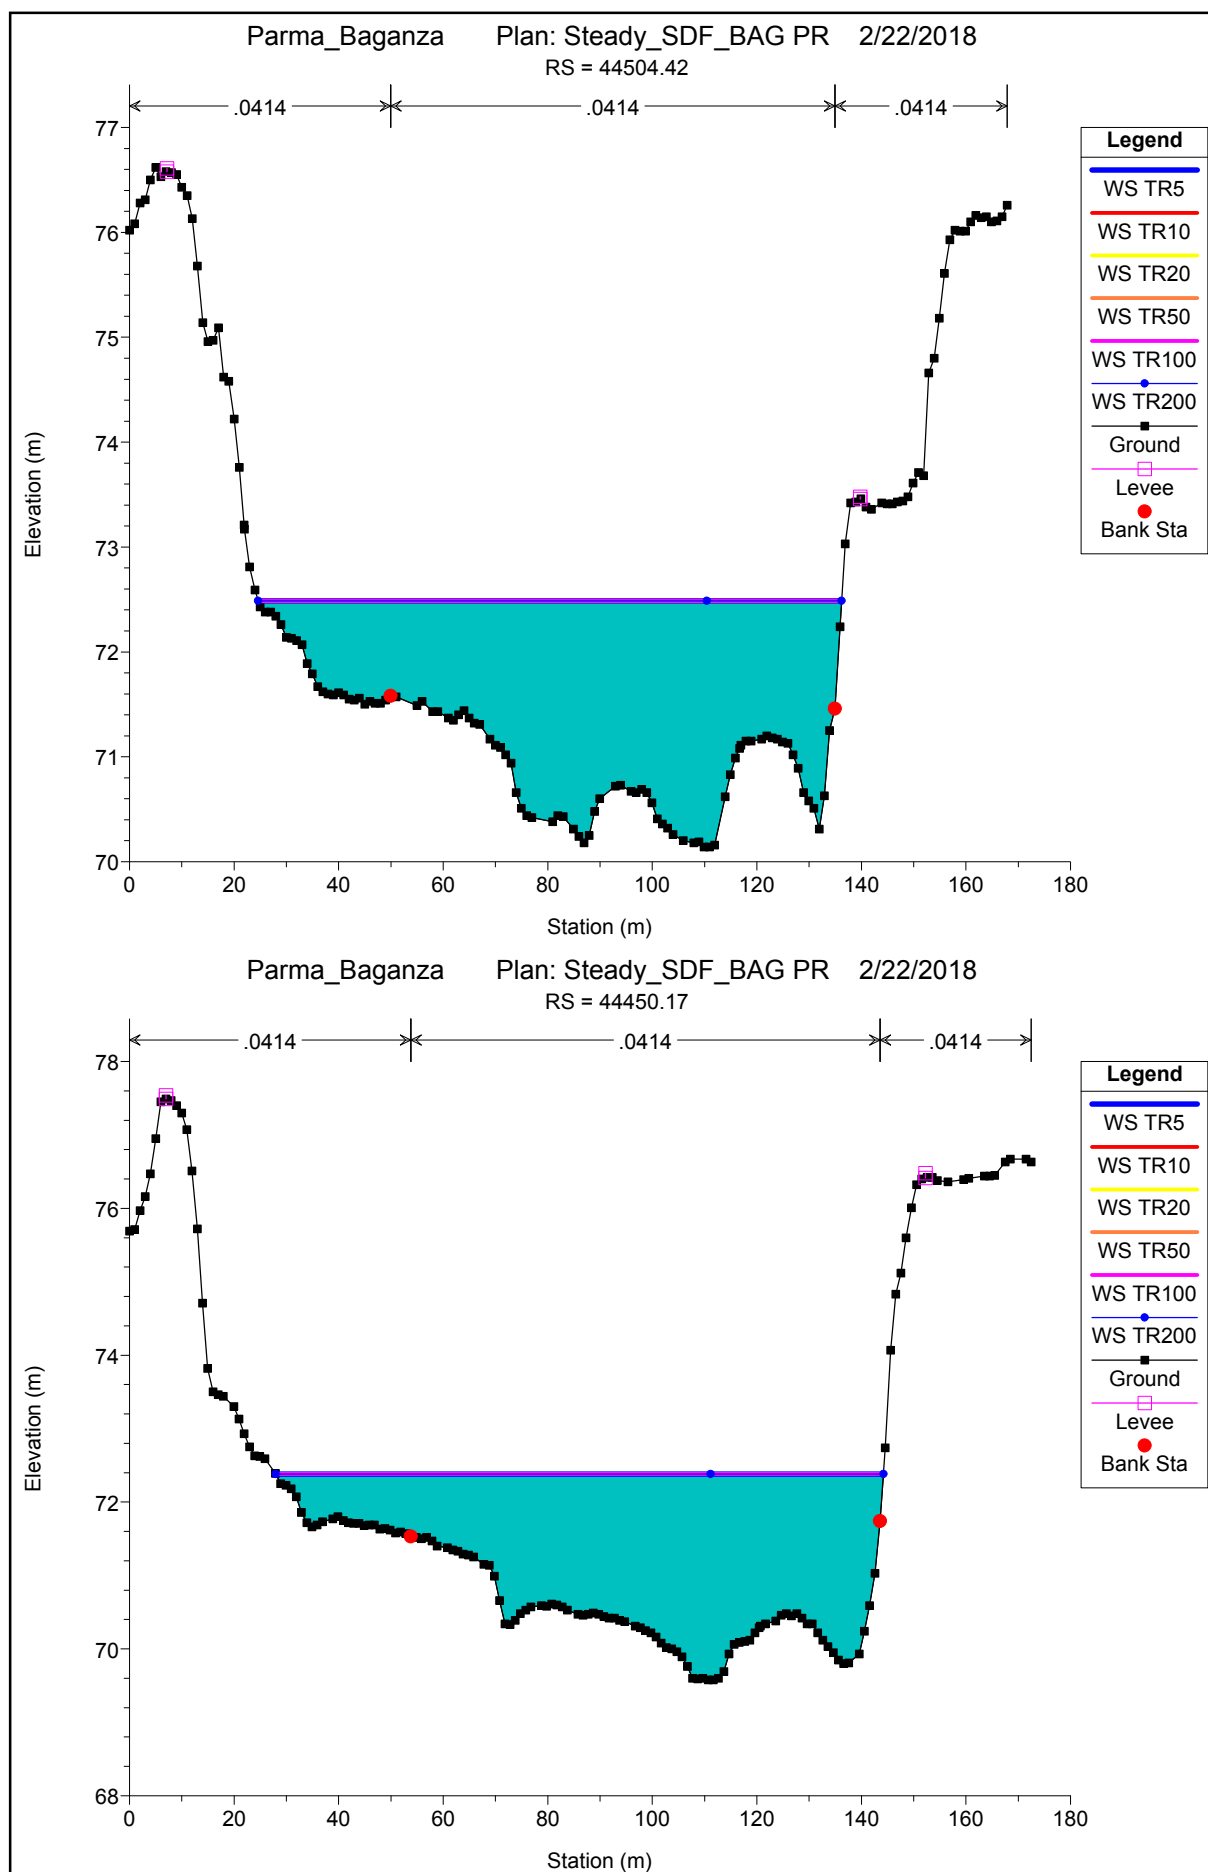 Parma_Baganza Plan: Steady_SDF_BAG PR 2/22/2018
RS = 44504.42
.0414 .0414 .0414
77
76
75
74
73
72
71
70
Elevation (m)
0 20 40 60 80 100 120 140 160 180
Station (m)
Legend
WS TR5
WS TR10
WS TR20
WS TR50
WS TR100
WS TR200
Ground
Levee
Bank Sta
Parma_Baganza Plan: Steady_SDF_BAG PR 2/22/2018
RS = 44450.17
.0414 .0414 .0414
78
76
74
72
70
68
Elevation (m)
0 20 40 60 80 100 120 140 160 180
Station (m)
Legend
WS TR5
WS TR10
WS TR20
WS TR50
WS TR100
WS TR200
Ground
Levee
Bank Sta